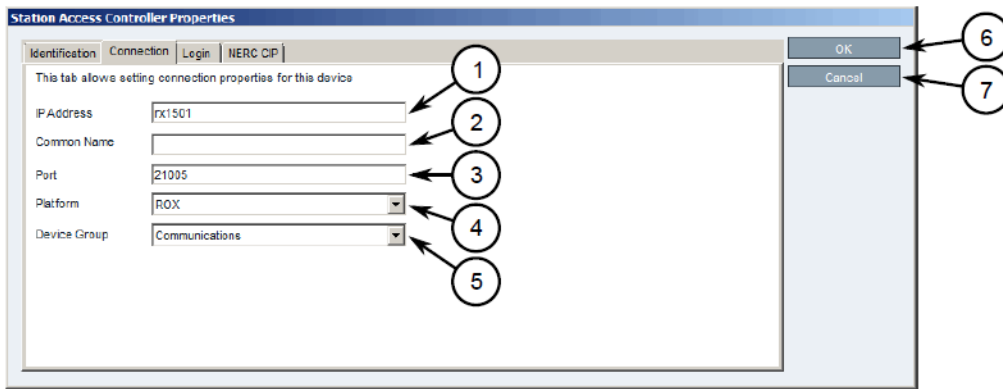 Station Access Controller Properties
Identification Connection Login NERC CIP
OK
6
This tab allows setting connection properties for this device
Cancel
7
1
IP Address rx1501
2
Common Name
Port 21005
3
Platform ROX
4
Device Group Communications
5